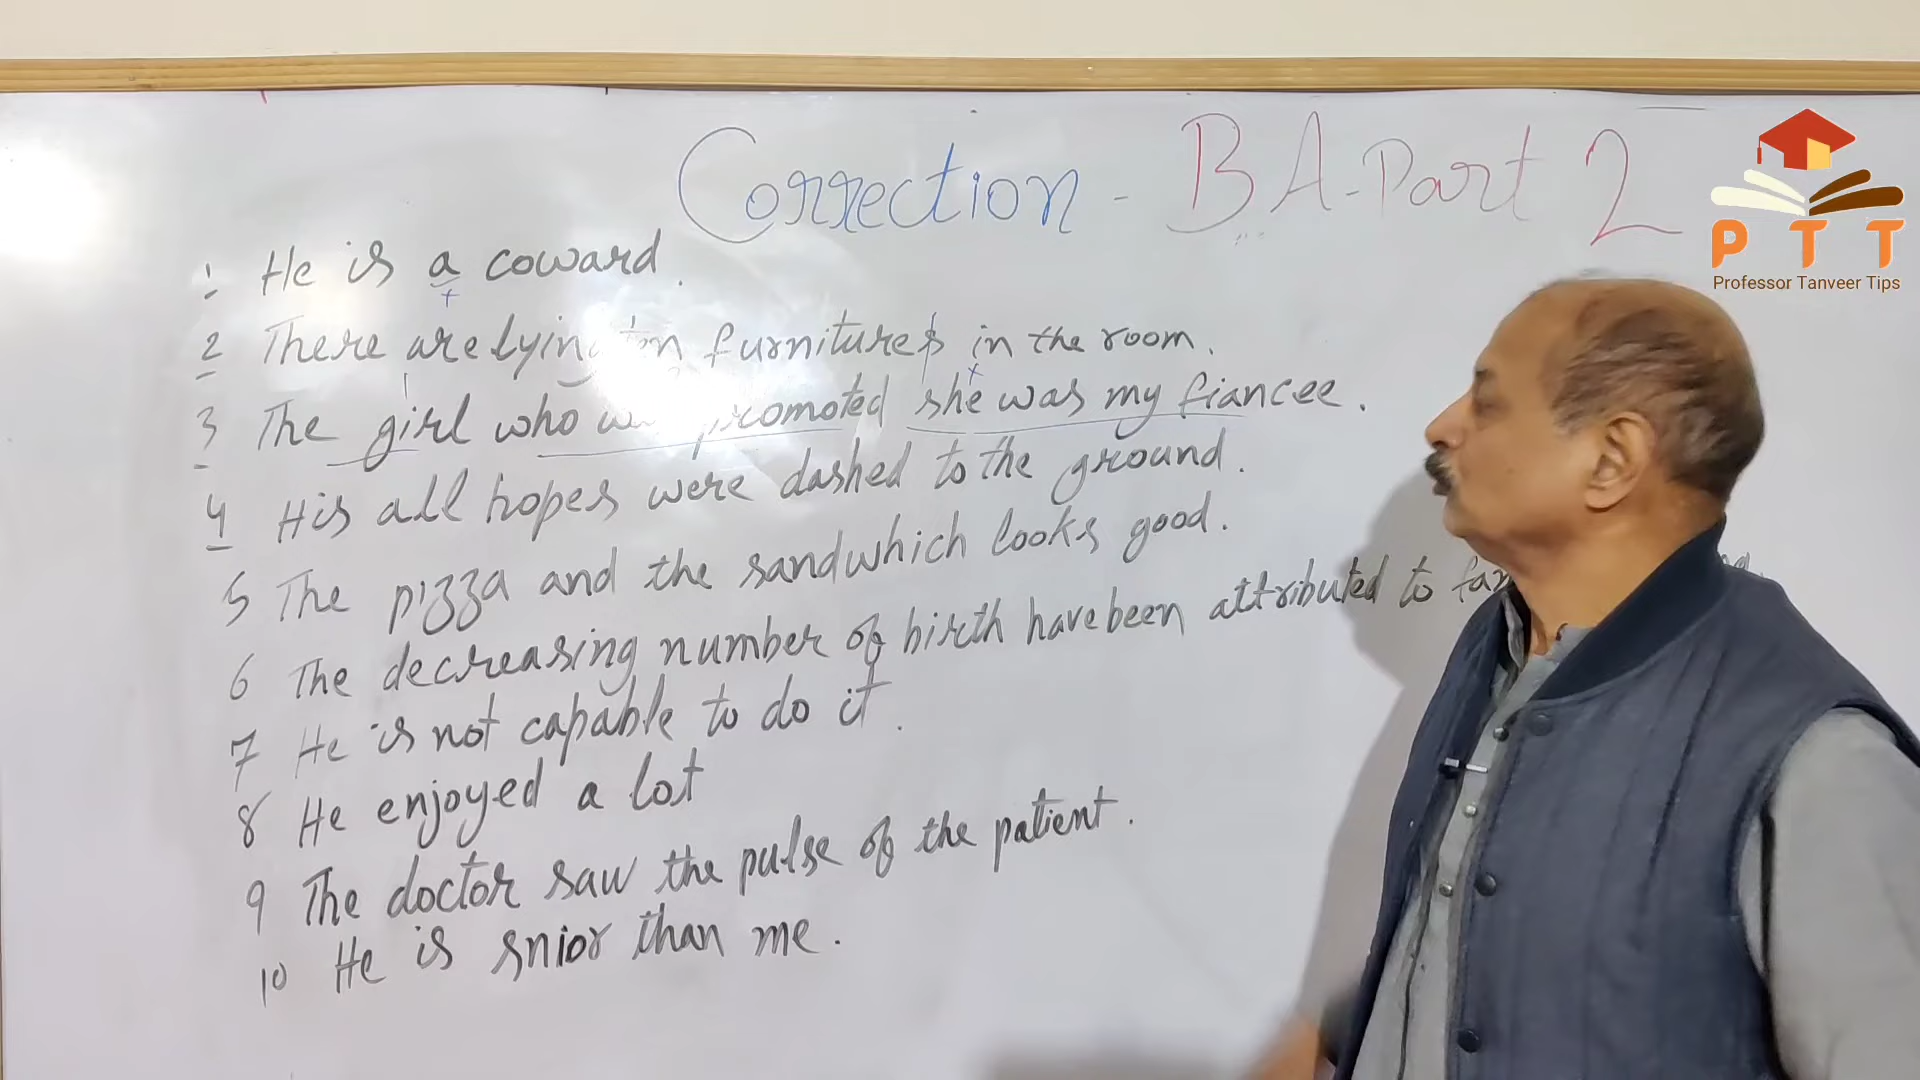 Correction - BA-Part 2
P T T
Professor Tanveer Tips
1 He is a coward.
2 There are lying ten furnitures in the room.
3 The girl who promoted she was my fiancee.
4 His all hopes were dashed to the ground.
5 The pizza and the sandwhich looks good.
6 The decreasing number of birth have been attributed to
7 He is not capable to do it.
8 He enjoyed a lot
9 The doctor saw the pulse of the patient.
10 He is snior than me.